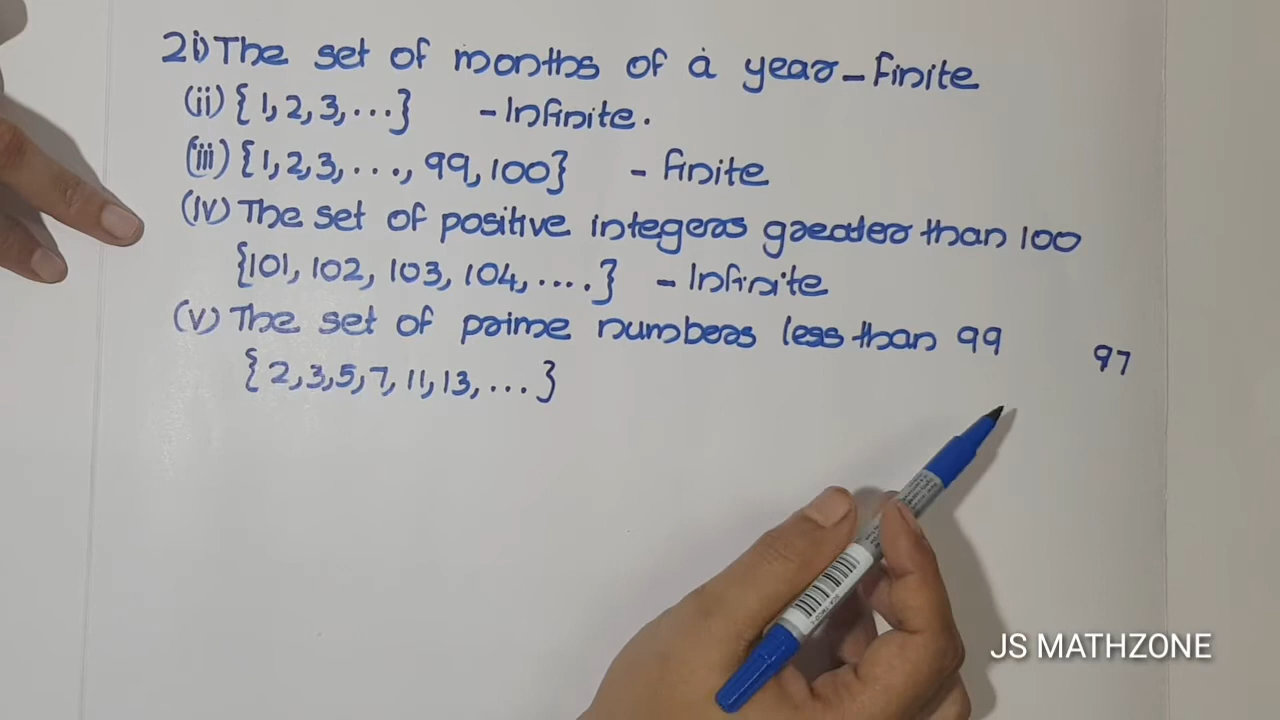 2i) The set of months of a year - Finite
(ii) {1,2,3,...} - Infinite.
(iii) {1,2,3,...,99,100} - finite
(iv) The set of positive integers greater than 100
{101, 102, 103, 104, ....} - Infinite
(v) The set of prime numbers less than 99
97
{2,3,5,7,11,13,...}
JS MATHZONE